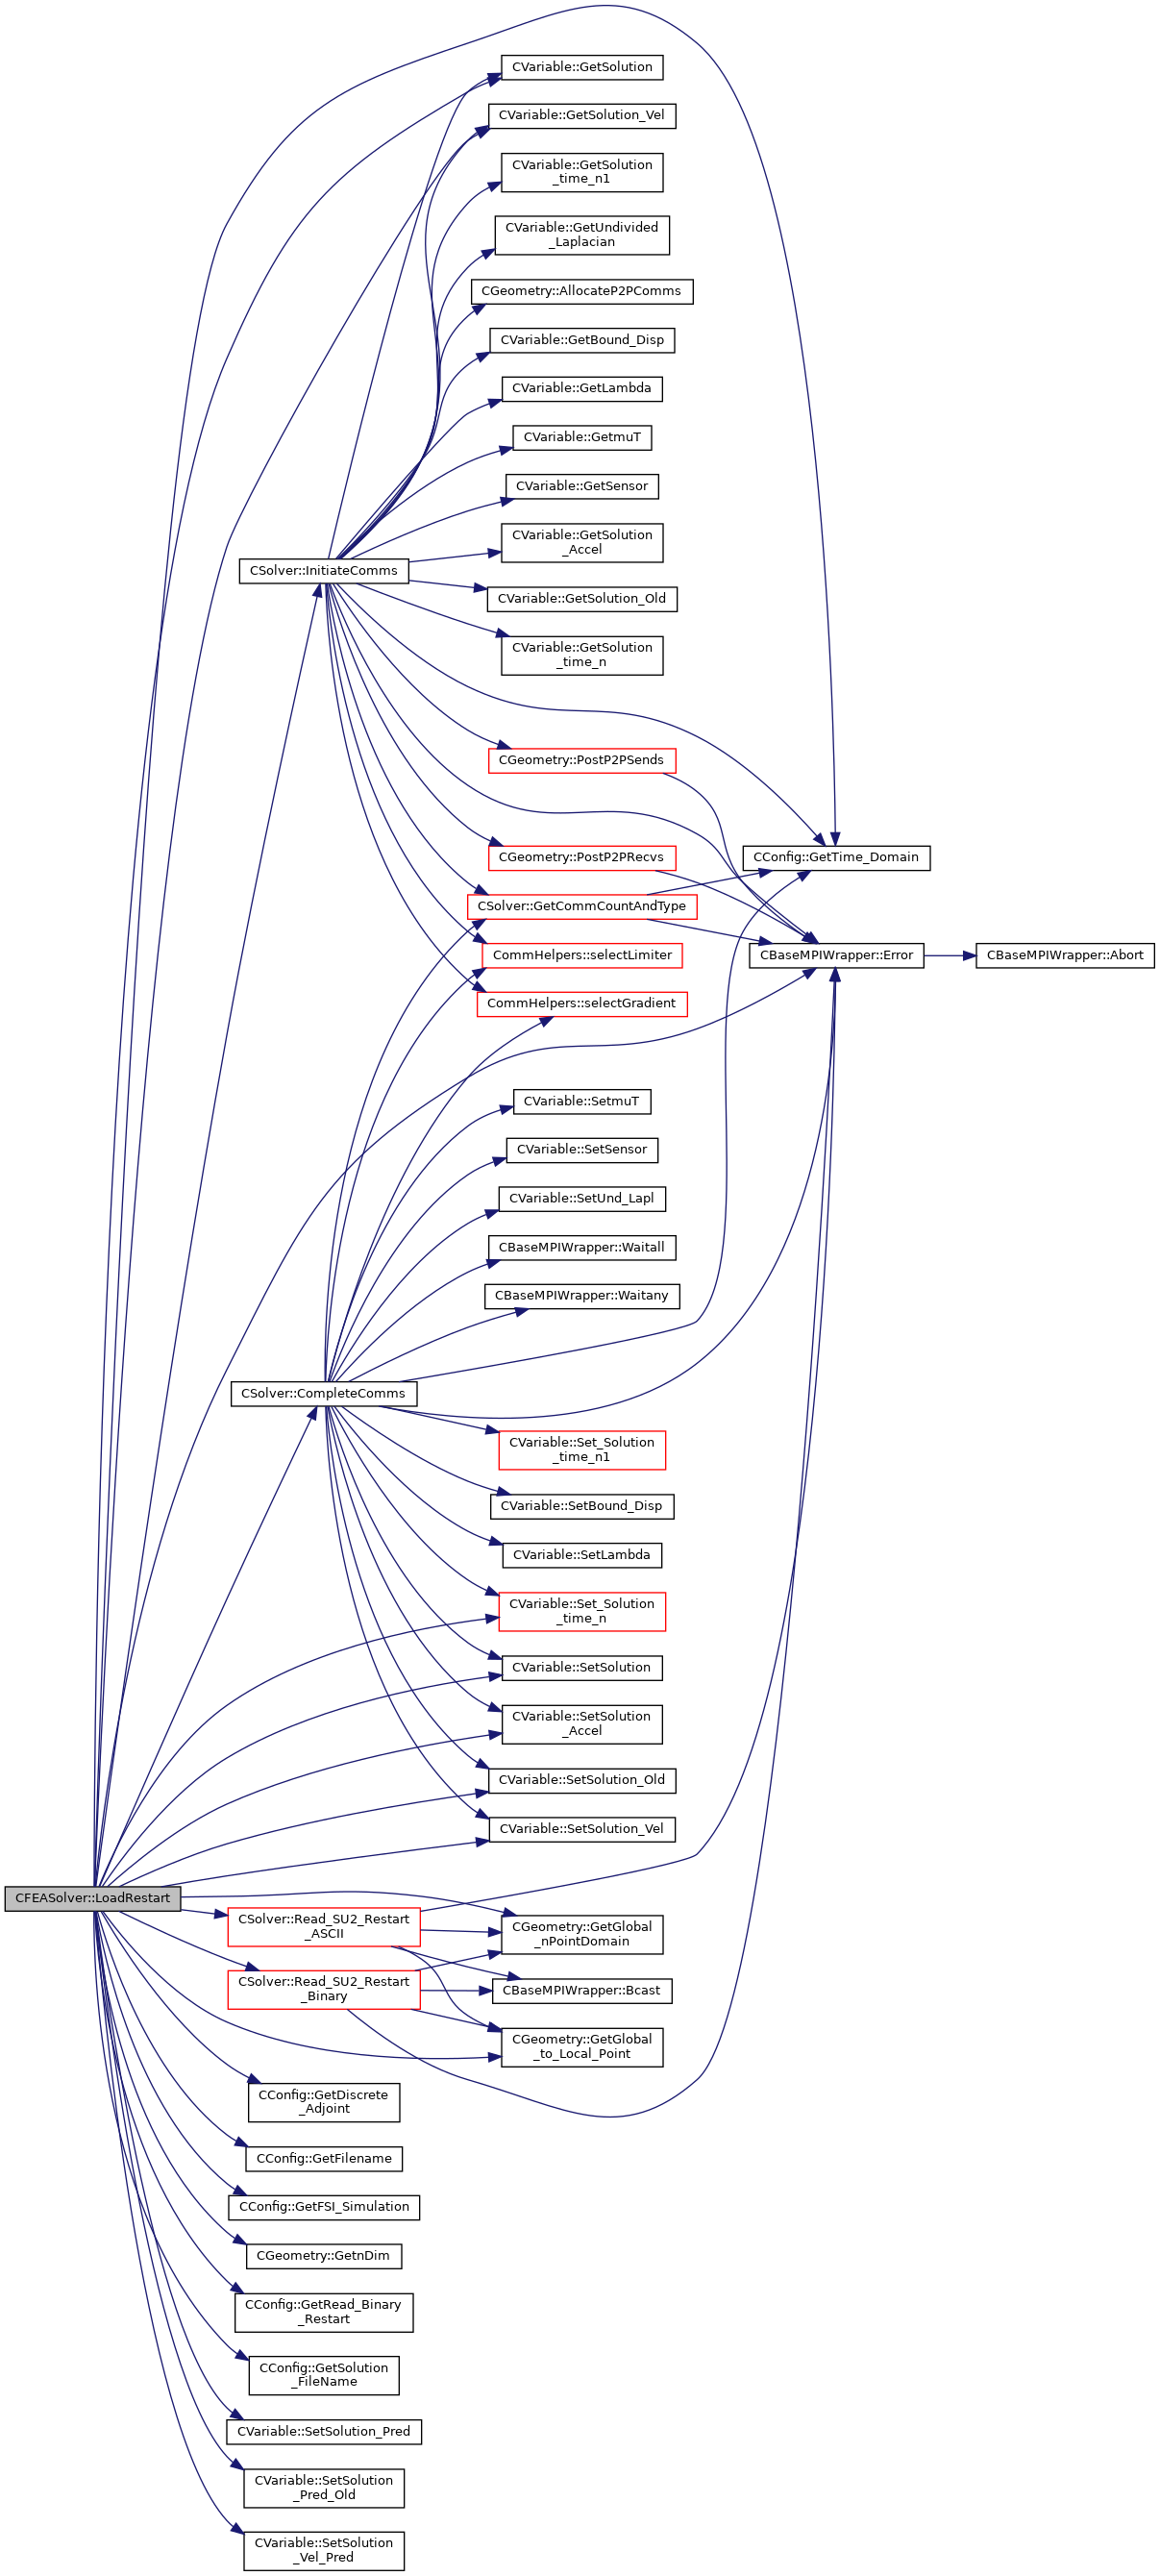 CVariable::GetSolution
CVariable::GetSolution_Vel
CVariable::GetSolution
_time_n1
CVariable::GetUndivided
_Laplacian
CGeometry::AllocateP2PComms
CVariable::GetBound_Disp
CVariable::GetLambda
CVariable::GetmuT
CVariable::GetSensor
CVariable::GetSolution
_Accel
CSolver::InitiateComms
CVariable::GetSolution_Old
CVariable::GetSolution
_time_n
CGeometry::PostP2PSends
CGeometry::PostP2PRecvs
CConfig::GetTime_Domain
CSolver::GetCommCountAndType
CommHelpers::selectLimiter
CBaseMPIWrapper::Error
CBaseMPIWrapper::Abort
CommHelpers::selectGradient
CVariable::SetmuT
CVariable::SetSensor
CVariable::SetUnd_Lapl
CBaseMPIWrapper::Waitall
CBaseMPIWrapper::Waitany
CSolver::CompleteComms
CVariable::Set_Solution
_time_n1
CVariable::SetBound_Disp
CVariable::SetLambda
CVariable::Set_Solution
_time_n
CVariable::SetSolution
CVariable::SetSolution
_Accel
CVariable::SetSolution_Old
CVariable::SetSolution_Vel
CFEASolver::LoadRestart
CSolver::Read_SU2_Restart
_ASCII
CGeometry::GetGlobal
_nPointDomain
CSolver::Read_SU2_Restart
_Binary
CBaseMPIWrapper::Bcast
CGeometry::GetGlobal
_to_Local_Point
CConfig::GetDiscrete
_Adjoint
CConfig::GetFilename
CConfig::GetFSI_Simulation
CGeometry::GetnDim
CConfig::GetRead_Binary
_Restart
CConfig::GetSolution
_FileName
CVariable::SetSolution_Pred
CVariable::SetSolution
_Pred_Old
CVariable::SetSolution
_Vel_Pred